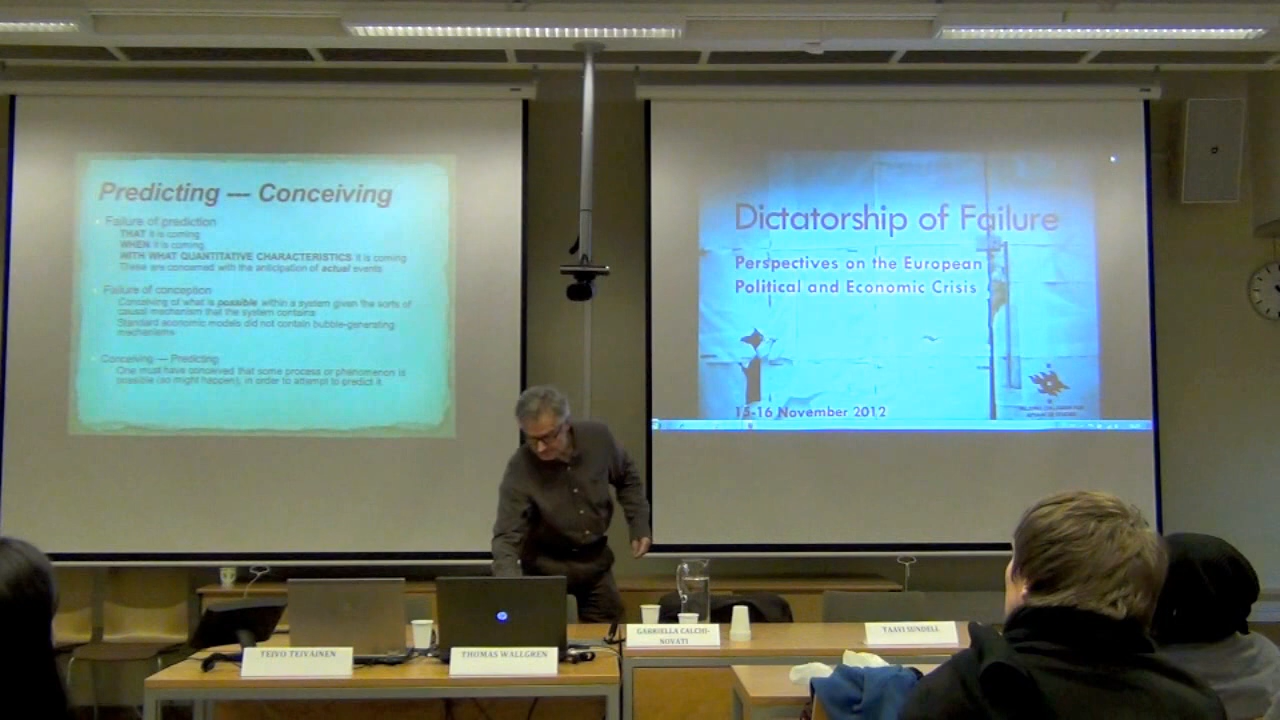 Predicting --- Conceiving
Failure of prediction
THAT it is coming
WHEN it is coming
WITH WHAT QUANTITATIVE CHARACTERISTICS it is coming
These are concerned with the anticipation of actual events
Failure of conception
Conceiving of what is possible within a system given the sorts of
causal mechanism that the system contains
Standard economic models did not contain bubble-generating
mechanisms
Conceiving --- Predicting
One must have conceived that some process or phenomenon is
possible (so might happen), in order to attempt to predict it
Dictatorship of Failure
Perspectives on the European
Political and Economic Crisis
15-16 November 2012
TEIVO TEIVAINEN
THOMAS WALLGREN
GABRIELLA CALCHI-
NOVATI
TAAVI SUNDELL